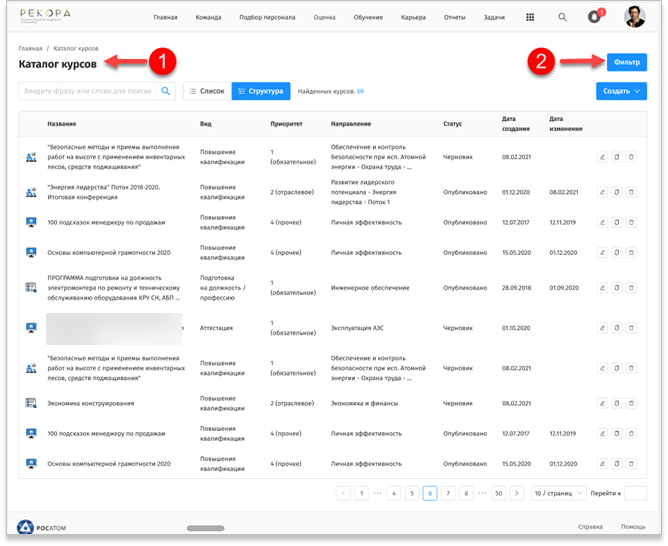 РЕКОРД
Главная Команда Подбор персонала Оценка Обучение Карьера Отчеты Задачи
1
Главная / Каталог курсов
Каталог курсов
1
2
Фильтр
Введите фразу или слово для поиска
Список
Структура
Найденных курсов: 69
Создать
Название Вид Приоритет Направление Статус Дата создания Дата изменения
"Безопасные методы и приемы выполнения
работ на высоте с применением инвентарных
лесов, средств подмащивания"
Повышение
квалификации
1
(обязательное)
Обеспечение и контроль
безопасности при исп. Атомной
энергии - Охрана труда - ...
Черновик
08.02.2021
"Энергия лидерства" Поток 2018-2020.
Итоговая конференция
Повышение
квалификации
2 (отраслевое)
Развитие лидерского
потенциала - Энергия
лидерства - Поток 1
Опубликовано
01.12.2020
08.02.2021
100 подсказок менеджеру по продажам
Повышение
квалификации
4 (прочее)
Личная эффективность
Опубликовано
12.07.2017
12.11.2019
Основы компьютерной грамотности 2020
Повышение
квалификации
4 (прочее)
Личная эффективность
Опубликовано
15.05.2020
01.12.2020
ПРОГРАММА подготовки на должность
электромонтера по ремонту и техническому
обслуживанию оборудования КРУ СН, АБП ...
Подготовка
на должность /
профессию
1
(обязательное)
Инженерное обеспечение
Опубликовано
28.09.2018
01.09.2020
Аттестация
1
(обязательное)
Эксплуатация АЭС
Черновик
01.10.2020
"Безопасные методы и приемы выполнения
работ на высоте с применением инвентарных
лесов, средств подмащивания"
Повышение
квалификации
1
(обязательное)
Обеспечение и контроль
безопасности при исп. Атомной
энергии - Охрана труда - ...
Черновик
08.02.2021
Экономика конструирования
Повышение
квалификации
2 (отраслевое)
Экономика и финансы
Черновик
08.02.2021
100 подсказок менеджеру по продажам
Повышение
квалификации
4 (прочее)
Личная эффективность
Опубликовано
12.07.2017
12.11.2019
Основы компьютерной грамотности 2020
Повышение
квалификации
4 (прочее)
Личная эффективность
Опубликовано
15.05.2020
01.12.2020
< 1 ••• 4 5 6 7 8 ••• 50 > 10 / страниц Перейти к
РОСАТОМ
Справка Помощь